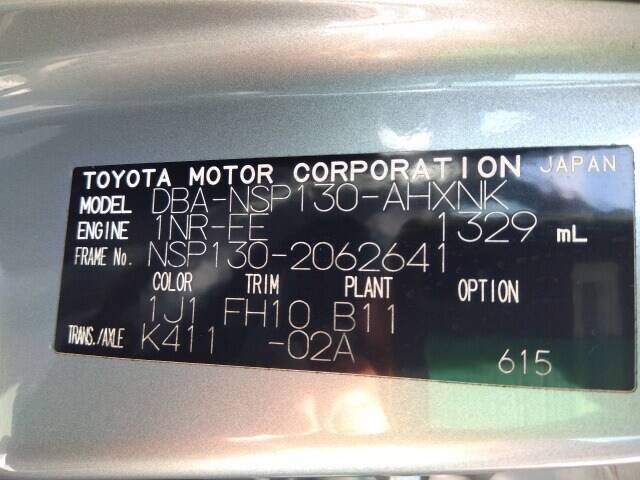 TOYOTA MOTOR CORPORATION JAPAN
MODEL DBA-NSP130-AHXNK
ENGINE 1NR-FE 1329 mL
FRAME No. NSP130-2062641
COLOR TRIM PLANT OPTION
1J1 FH10 B11
TRANS./AXLE K411 -02A
615